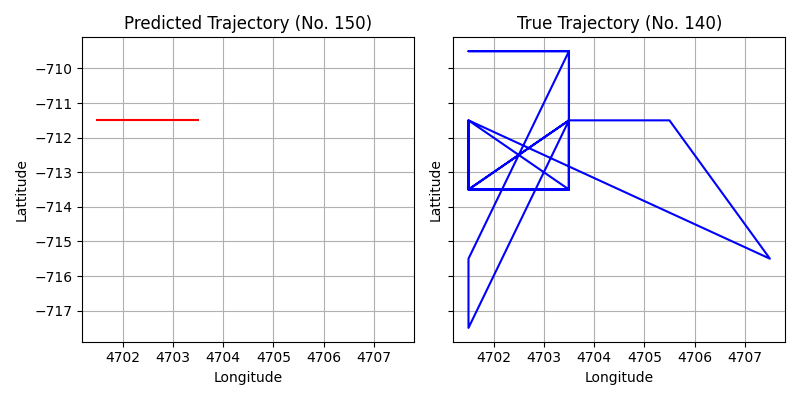 Predicted Trajectory (No. 150)
True Trajectory (No. 140)
−710
−711
−712
−713
−714
−715
−716
−717
Lattitude
Lattitude
4702 4703 4704 4705 4706 4707
4702 4703 4704 4705 4706 4707
Longitude
Longitude